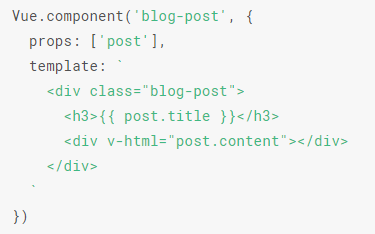 Vue.component('blog-post', {
  props: ['post'],
  template: `
    <div class="blog-post">
      <h3>{{ post.title }}</h3>
      <div v-html="post.content"></div>
    </div>
  `
})